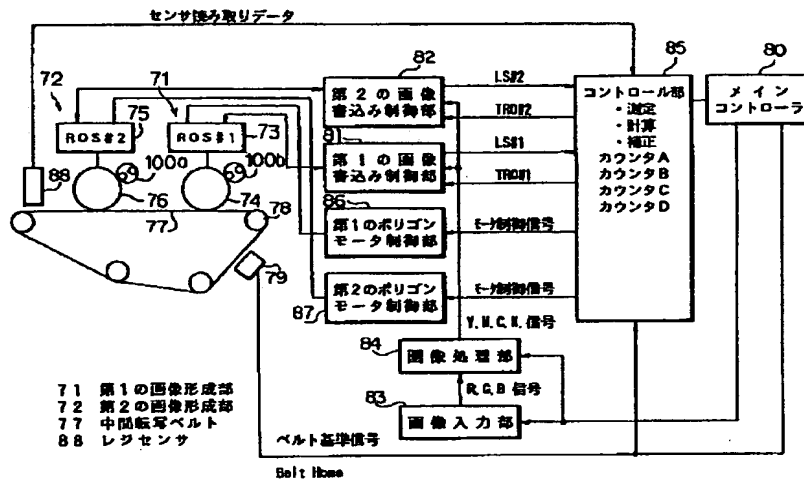 センサ読み取りデータ
72
71
82
85
80
ROS#2
75
ROS#1
73
第2の画像
書込み制御部
LS#2
TRO#2
コントロール部
・測定
・計算
・補正
カウンタA
カウンタB
カウンタC
カウンタD
メイン
コントローラ
81
第1の画像
書込み制御部
LS#1
TRO#1
88
69
100a
69
100b
76
74
77
78
79
86
第1のポリゴン
モータ制御部
モータ制御信号
第2のポリゴン
モータ制御部
87
モータ制御信号
Y,M,C,K,信号
84
画像処理部
R,G,B 信号
83
画像入力部
71 第1の画像形成部
72 第2の画像形成部
77 中間転写ベルト
88 レジセンサ
ベルト基準信号
Belt Home